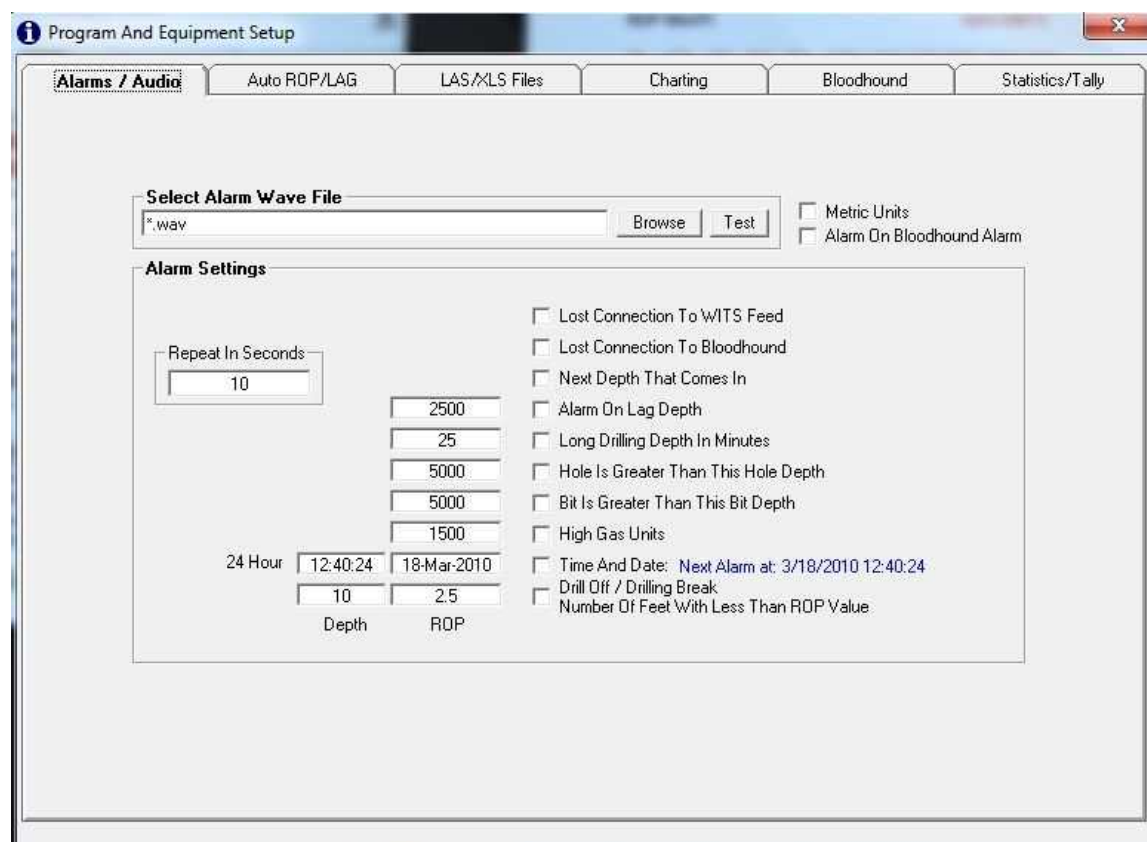 Program And Equipment Setup
Alarms / Audio
Auto ROP/LAG
LAS/XLS Files
Charting
Bloodhound
Statistics/Tally
Select Alarm Wave File
*.wav
Browse
Test
Metric Units
Alarm On Bloodhound Alarm
Alarm Settings
Lost Connection To WITS Feed
Repeat In Seconds
Lost Connection To Bloodhound
10
Next Depth That Comes In
2500
Alarm On Lag Depth
25
Long Drilling Depth In Minutes
5000
Hole Is Greater Than This Hole Depth
5000
Bit Is Greater Than This Bit Depth
1500
High Gas Units
24 Hour
12:40:24
18-Mar-2010
Time And Date: Next Alarm at: 3/18/2010 12:40:24
10
2.5
Drill Off / Drilling Break
Number Of Feet With Less Than ROP Value
Depth
ROP